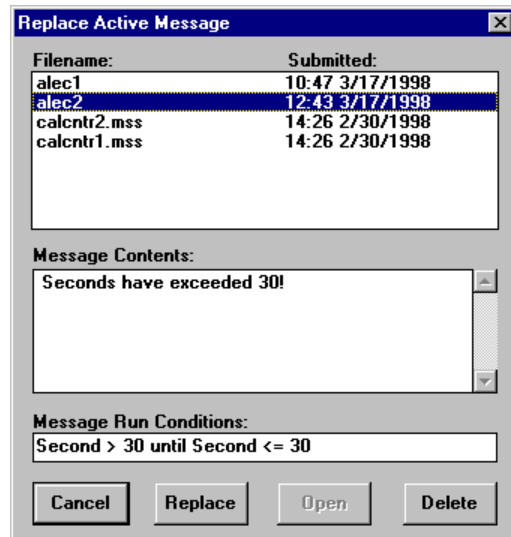 Replace Active Message
Filename: Submitted:
alec1 10:47 3/17/1998
alec2 12:43 3/17/1998
calcntr2.mss 14:26 2/30/1998
calcntr1.mss 14:26 2/30/1998
Message Contents:
Seconds have exceeded 30!
Message Run Conditions:
Second > 30 until Second <= 30
Cancel Replace Open Delete